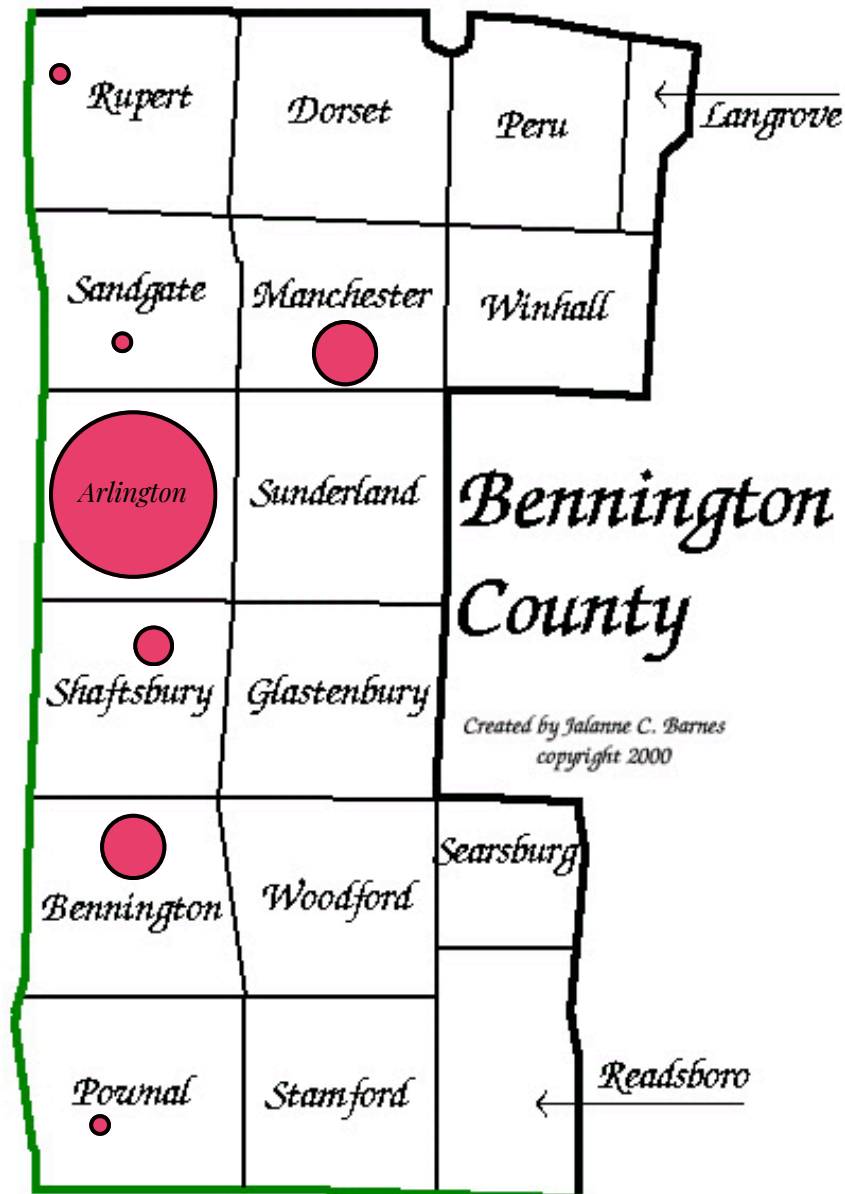 Rupert
Dorset
Peru
Langrove
Sandgate
Manchester
Winhall
Arlington
Sunderland
Bennington
County
Shaftsbury
Glastenbury
Created by Jalanne C. Barnes
copyright 2000
Searsburg
Bennington
Woodford
Pownal
Stamford
Readsboro